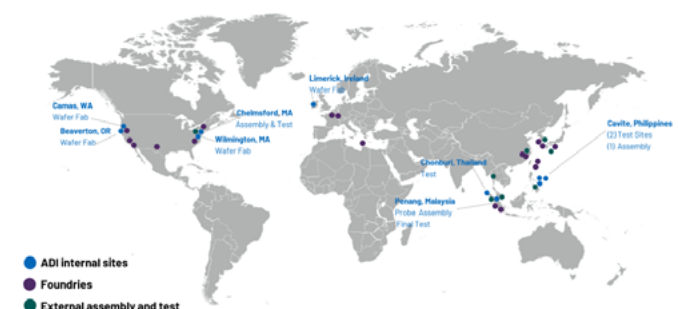 Limerick, Ireland
Wafer Fab
Camas, WA
Wafer Fab
Beaverton, OR
Wafer Fab
Chelmsford, MA
Assembly & Test
Wilmington, MA
Wafer Fab
Cavite, Philippines
(2) Test Sites
(1) Assembly
Chonburi, Thailand
Test
Penang, Malaysia
Probe Assembly
Final Test
ADI internal sites
Foundries
External assembly and test